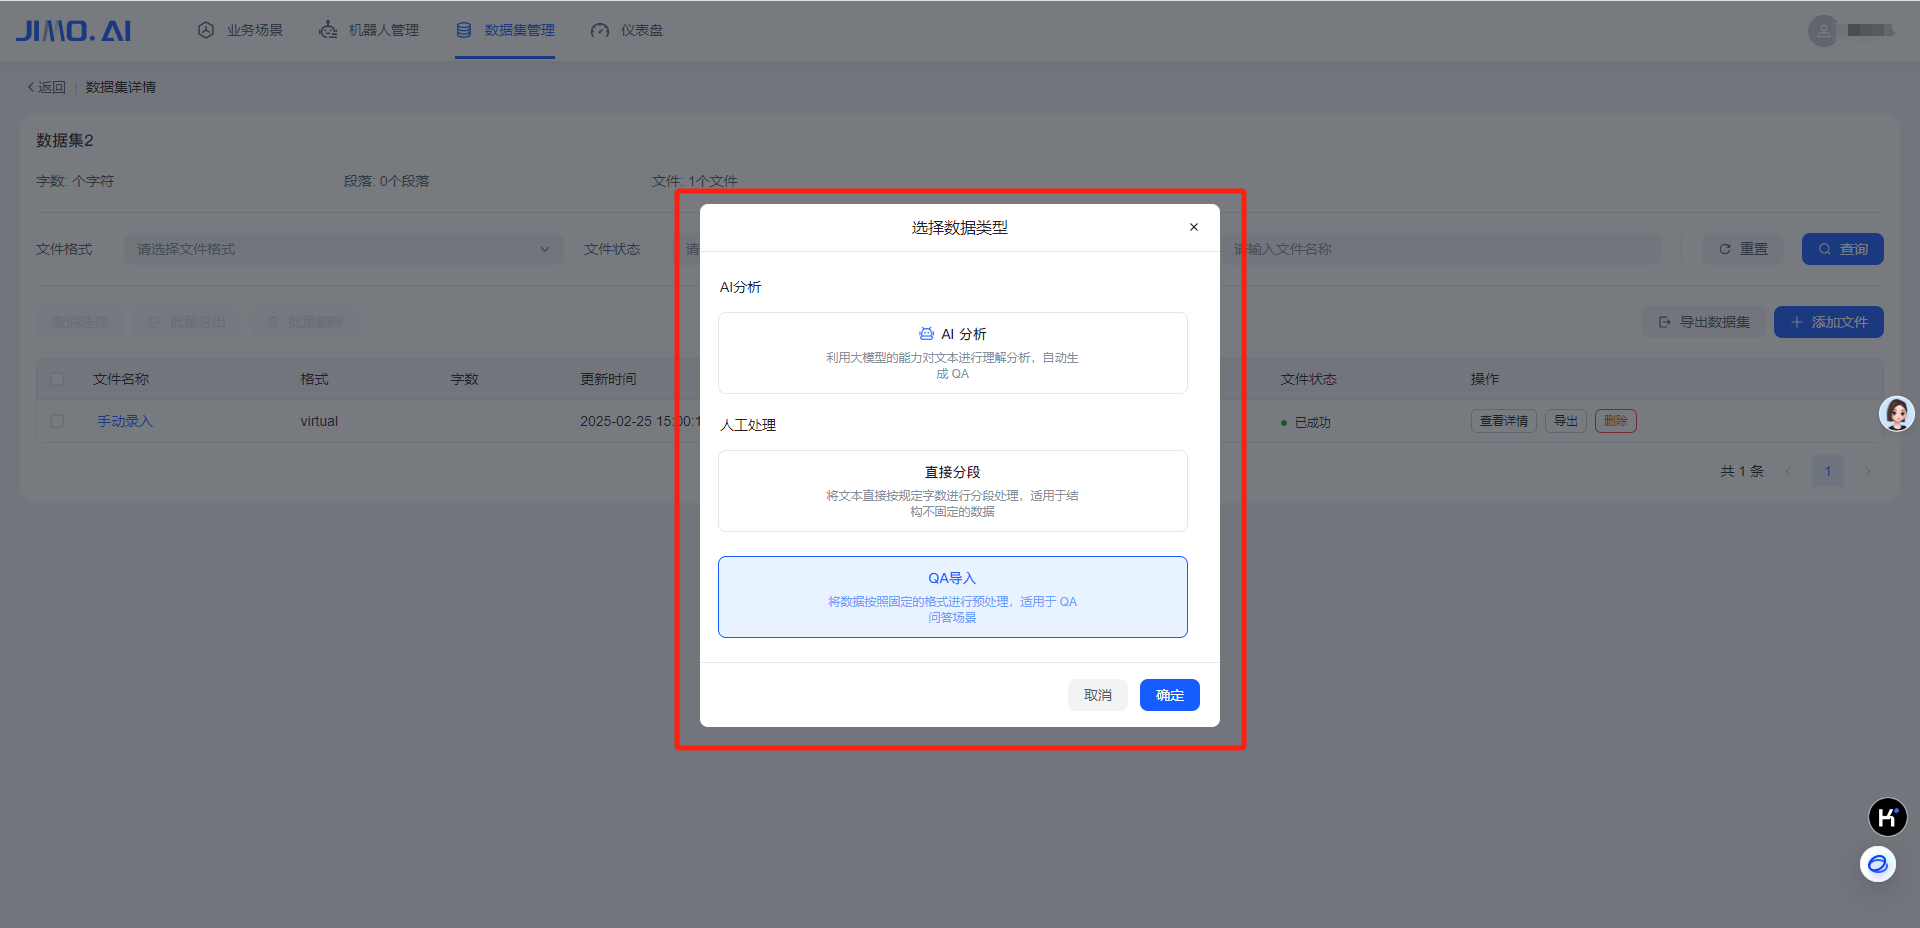 JIMO.AI 业务场景 机器人管理 数据集管理 仪表盘
返回 | 数据集详情
数据集2
字数: 个字符 段落: 0个段落 文件: 1个文件
文件格式 请选择文件格式 文件状态 请 请输入文件名称 重置 查询
取消选择 批量导出 批量删除 导出数据集 添加文件
文件名称 格式 字数 更新时间 文件状态 操作
手动录入 virtual 2025-02-25 15:00:1 已成功 查看详情 导出 删除
共 1 条 1
选择数据类型
AI分析
AI 分析
利用大模型的能力对文本进行理解分析，自动生
成 QA
人工处理
直接分段
将文本直接按规定字数进行分段处理，适用于结
构不固定的数据
QA导入
将数据按照固定的格式进行预处理，适用于 QA
问答场景
取消 确定